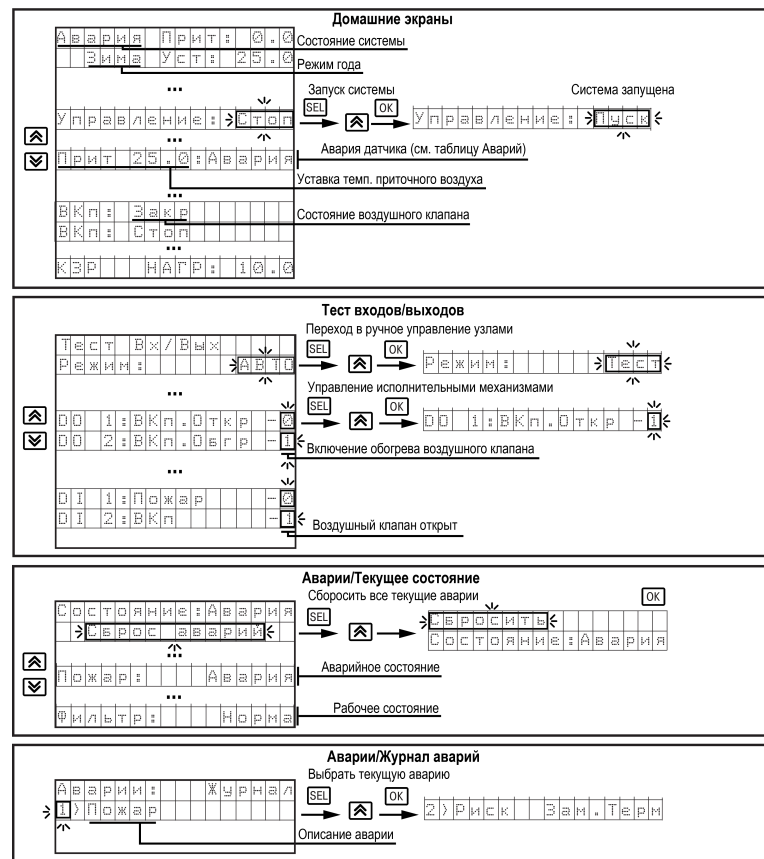 Домашние экраны
Авария Прит: 0.0
Состояние системы
Зима Уст: 25.0
Режим года
...
Запуск системы
Система запущена
Управление: Стоп
SEL
OK
Управление: Пуск
...
Прит 25.0:Авария
Авария датчика (см. таблицу Аварий)
Уставка темп. приточного воздуха
...
ВКп: Закр
Состояние воздушного клапана
ВКп: Стоп
...
КЗР НАГР: 10.0
Тест входов/выходов
Переход в ручное управление узлами
Тест Вх/Вых
Режим: АВТО
SEL
OK
Режим: Тест
...
Управление исполнительными механизмами
DO 1:ВКп.Откр -0
SEL
OK
DO 1:ВКп.Откр -1
DO 2:ВКп.Обгр -1
Включение обогрева воздушного клапана
...
DI 1:Пожар -0
DI 2:ВКп -1
Воздушный клапан открыт
Аварии/Текущее состояние
Сборосить все текущие аварии
OK
Состояние:Авария
SEL
Сбросить
Сброс аварий
Состояние:Авария
...
Пожар: Авария
Аварийное состояние
...
Фильтр: Норма
Рабочее состояние
Аварии/Журнал аварий
Выбрать текущую аварию
Аварии: Журнал
SEL
OK
1>Пожар
2>Риск Зам.Терм
Описание аварии